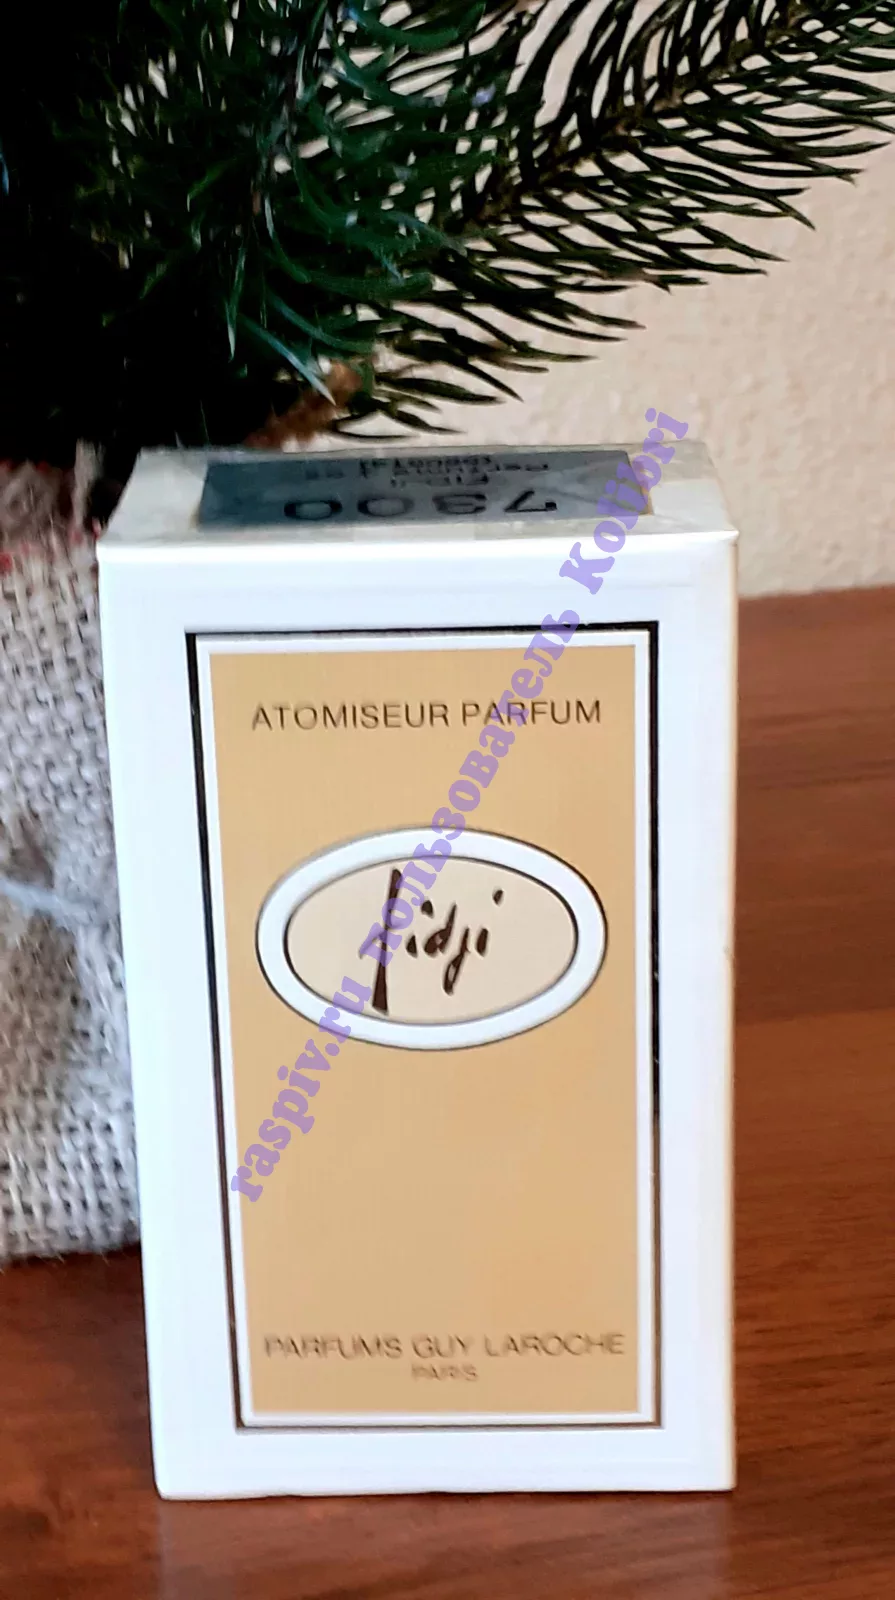 7300
ATOMISEUR PARFUM
Fidji
PARFUMS GUY LAROCHE
PARIS
raspiv.ru пользователь Kolibri